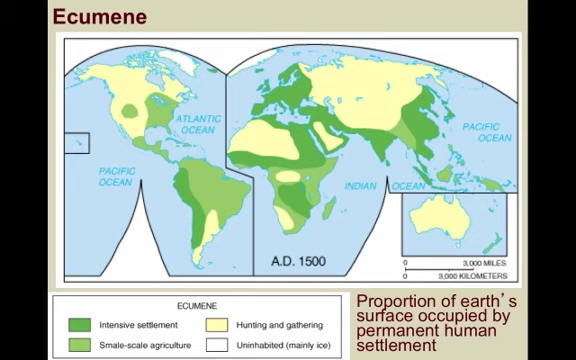 Ecumene
ATLANTIC
OCEAN
PACIFIC
OCEAN
PACIFIC
OCEAN
INDIAN OCEAN
A.D. 1500
0 3,000 MILES
0 3,000 KILOMETERS
ECUMENE
Intensive settlement
Hunting and gathering
Smale-scale agriculture
Uninhabited (mainly ice)
Proportion of earth’s
surface occupied by
permanent human
settlement